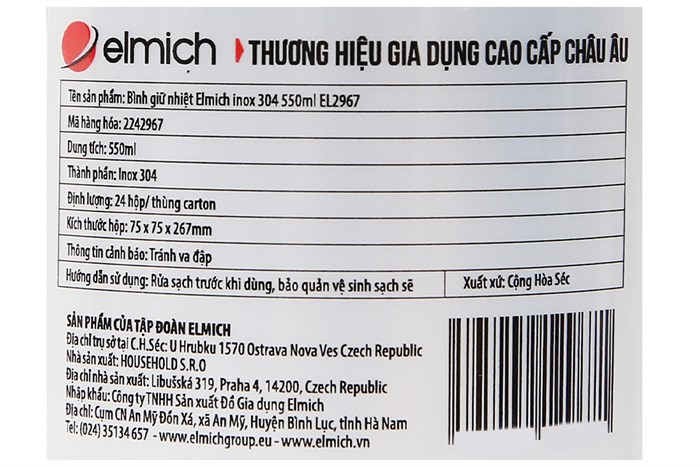 elmich THƯƠNG HIỆU GIA DỤNG CAO CẤP CHÂU ÂU
Tên sản phẩm: Bình giữ nhiệt Elmich inox 304 550ml EL2967
Mã hàng hóa: 2242967
Dung tích: 550ml
Thành phần: Inox 304
Định lượng: 24 hộp/ thùng carton
Kích thước hộp: 75 x 75 x 267mm
Thông tin cảnh báo: Tránh va đập
Hướng dẫn sử dụng: Rửa sạch trước khi dùng, bảo quản vệ sinh sạch sẽ Xuất xứ: Cộng Hòa Séc
SẢN PHẨM CỦA TẬP ĐOÀN ELMICH
Địa chỉ trụ sở tại C.H.Séc: U Hrubku 1570 Ostrava Nova Ves Czech Republic
Nhà sản xuất: HOUSEHOLD S.R.O
Địa chỉ nhà sản xuất: Libušská 319, Praha 4, 14200, Czech Republic
Nhập khẩu: Công ty TNHH Sản xuất Đồ Gia dụng Elmich
Địa chỉ: Cụm CN An Mỹ Đồn Xá, xã An Mỹ, Huyện Bình Lục, tỉnh Hà Nam
Tel: (024) 35134 657 - www.elmichgroup.eu - www.elmich.vn